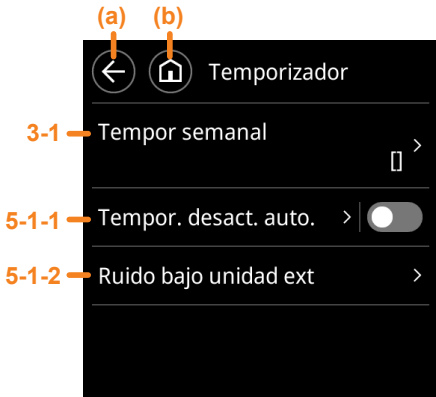 (a) (b)
Temporizador
3-1 Tempor semanal
[]
5-1-1 Tempor. desact. auto.
5-1-2 Ruido bajo unidad ext